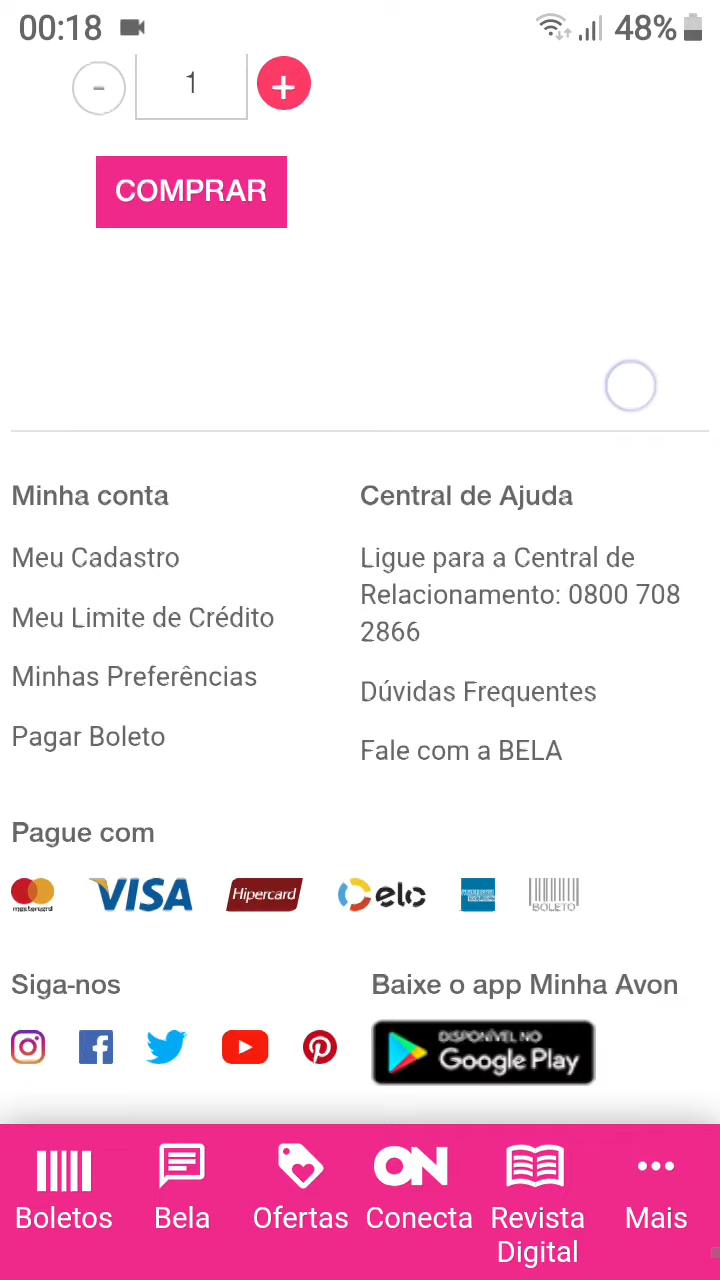 00:18 48%
- 1 +
COMPRAR
Minha conta
Meu Cadastro
Meu Limite de Crédito
Minhas Preferências
Pagar Boleto
Central de Ajuda
Ligue para a Central de
Relacionamento: 0800 708
2866
Dúvidas Frequentes
Fale com a BELA
Pague com
mastercard VISA Hipercard elo BOLETO
Siga-nos
Baixe o app Minha Avon
DISPONÍVEL NO
Google Play
Boletos
Bela
Ofertas
ON
Conecta
Revista
Digital
Mais